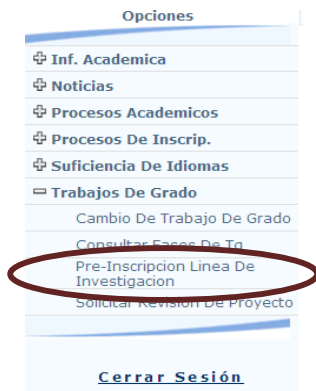 Opciones
Inf. Academica
Noticias
Procesos Academicos
Procesos De Inscrip.
Suficiencia De Idiomas
Trabajos De Grado
Cambio De Trabajo De Grado
Consultar Fases De Tg
Pre-Inscripcion Linea De
Investigacion
Solicitar Revision De Proyecto
Cerrar Sesión